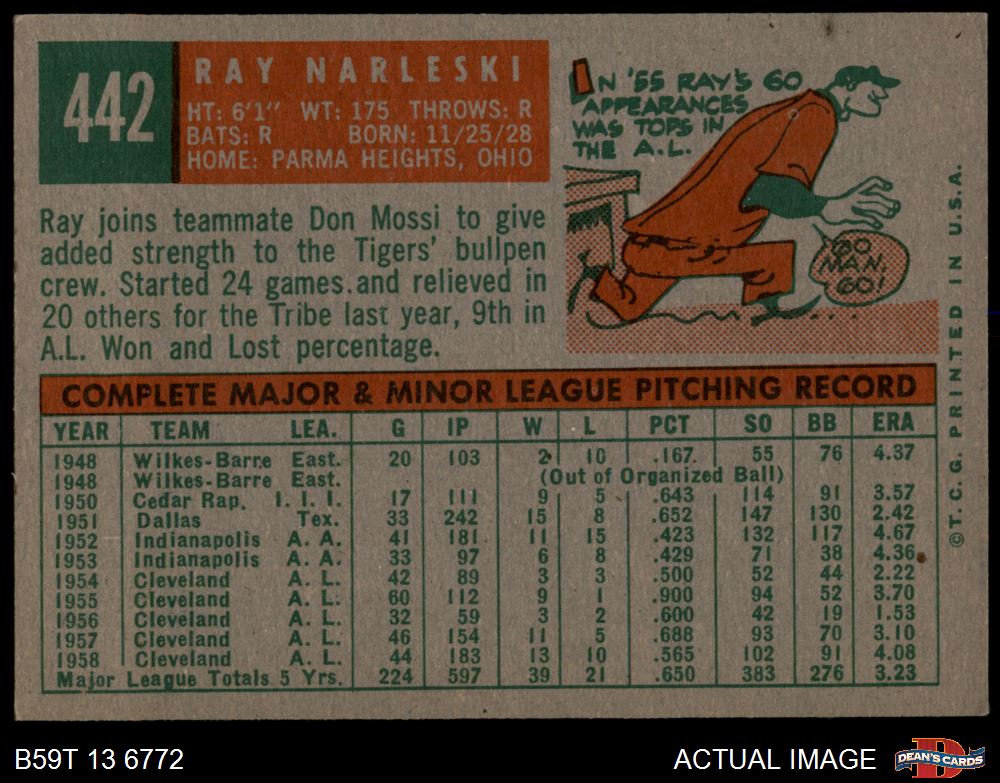 442
RAY NARLESKI
HT: 6'1" WT: 175 THROWS: R
BATS: R BORN: 11/25/28
HOME: PARMA HEIGHTS, OHIO
IN '55 RAY'S 60
APPEARANCES
WAS TOPS IN
THE A.L.
GO
MAN,
GO!
Ray joins teammate Don Mossi to give
added strength to the Tigers' bullpen
crew. Started 24 games and relieved in
20 others for the Tribe last year, 9th in
A.L. Won and Lost percentage.
COMPLETE MAJOR & MINOR LEAGUE PITCHING RECORD
YEAR TEAM LEA. G IP W L PCT SO BB ERA
1948 Wilkes-Barre East. 20 103 2 10 .167 55 76 4.37
1948 Wilkes-Barre East. (Out of Organized Ball)
1950 Cedar Rap. I. I. I. 17 111 9 5 .643 114 91 3.57
1951 Dallas Tex. 33 242 15 8 .652 147 130 2.42
1952 Indianapolis A. A. 41 181 11 15 .423 132 117 4.67
1953 Indianapolis A. A. 33 97 6 8 .429 71 38 4.36
1954 Cleveland A. L. 42 89 3 3 .500 52 44 2.22
1955 Cleveland A. L. 60 112 9 1 .900 94 52 3.70
1956 Cleveland A. L. 32 59 3 2 .600 42 19 1.53
1957 Cleveland A. L. 46 154 11 5 .688 93 70 3.10
1958 Cleveland A. L. 44 183 13 10 .565 102 91 4.08
Major League Totals 5 Yrs. 224 597 39 21 .650 383 276 3.23
© T. C. G. PRINTED IN U.S.A.
B59T 13 6772
ACTUAL IMAGE
D
DEAN'S CARDS